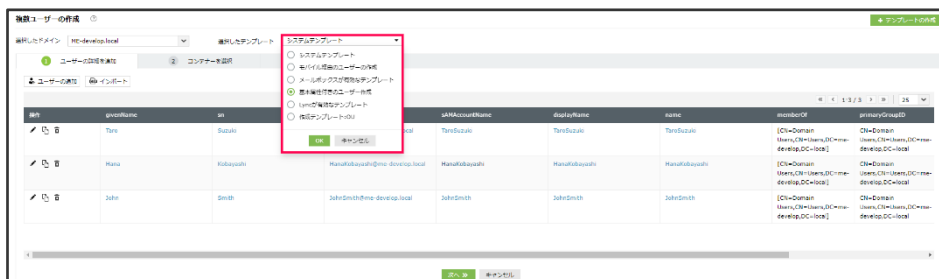 複数ユーザーの作成
+ テンプレートの作成
選択したドメイン ME-develop.local 選択したテンプレート システムテンプレート
1 ユーザーの詳細を追加 2 コンテナーを選択
システムテンプレート
モバイル経由のユーザーの作成
メールボックスが有効なテンプレート
基本属性付きのユーザー作成
Lyncが有効なテンプレート
作成テンプレート:OU
OK キャンセル
ユーザーの追加 インポート
1-3 / 3 25
操作 givenName sn sAMAccountName displayName name memberOf primaryGroupID
Taro Suzuki ocal TaroSuzuki TaroSuzuki TaroSuzuki [CN=Domain Users,CN=Users,DC=me-develop,DC=local] CN=Domain Users,CN=Users,DC=me-develop,DC=local
Hana Kobayashi HanaKobayashi@me-develop.local HanaKobayashi HanaKobayashi HanaKobayashi [CN=Domain Users,CN=Users,DC=me-develop,DC=local] CN=Domain Users,CN=Users,DC=me-develop,DC=local
John Smith JohnSmith@me-develop.local JohnSmith JohnSmith JohnSmith [CN=Domain Users,CN=Users,DC=me-develop,DC=local] CN=Domain Users,CN=Users,DC=me-develop,DC=local
次へ キャンセル